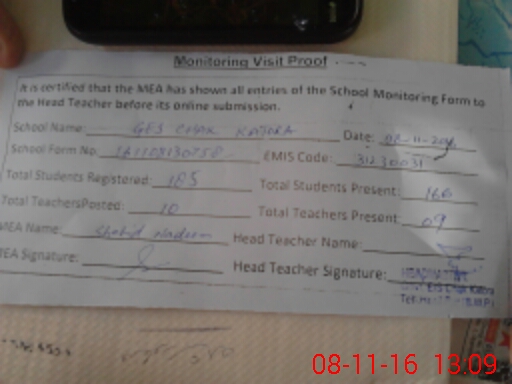 Monitoring Visit Proof
It is certified that the MEA has shown all entries of the School Monitoring Form to
the Head Teacher before its online submission.
School Name: GES CHAK KATORA Date: 08-11-2016
School Form No: EMIS Code: 31230031
Total Students Registered: 185 Total Students Present: 166
Total TeachersPosted: 10 Total Teachers Present: 09
MEA Name: Shahid Nadeem Head Teacher Name:
MEA Signature: Head Teacher Signature:
08-11-16 13:09